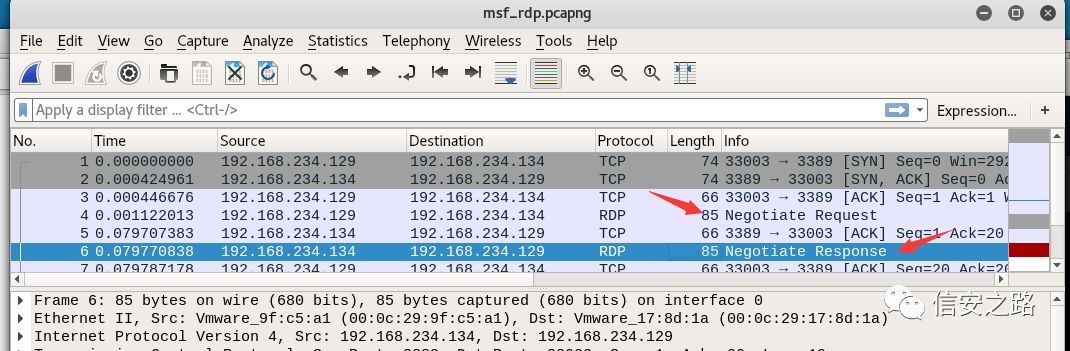 msf_rdp.pcapng
File Edit View Go Capture Analyze Statistics Telephony Wireless Tools Help
Apply a display filter ... <Ctrl-/> Expression... +
No. Time Source Destination Protocol Length Info
1 0.000000000 192.168.234.129 192.168.234.134 TCP 74 33003 → 3389 [SYN] Seq=0 Win=292
2 0.000424961 192.168.234.134 192.168.234.129 TCP 74 3389 → 33003 [SYN, ACK] Seq=0 Ac
3 0.000446676 192.168.234.129 192.168.234.134 TCP 66 33003 → 3389 [ACK] Seq=1 Ack=1 W
4 0.001122013 192.168.234.129 192.168.234.134 RDP 85 Negotiate Request
5 0.079707383 192.168.234.134 192.168.234.129 TCP 66 3389 → 33003 [ACK] Seq=1 Ack=20
6 0.079770838 192.168.234.134 192.168.234.129 RDP 85 Negotiate Response
7 0.079787178 192.168.234.129 192.168.234.134 TCP 66 33003 → 3389 [ACK] Seq=20 Ack=20
Frame 6: 85 bytes on wire (680 bits), 85 bytes captured (680 bits) on interface 0
Ethernet II, Src: Vmware_9f:c5:a1 (00:0c:29:9f:c5:a1), Dst: Vmware_17:8d:1a (00:0c:29:17:8d:1a)
Internet Protocol Version 4, Src: 192.168.234.134, Dst: 192.168.234.129
信安之路